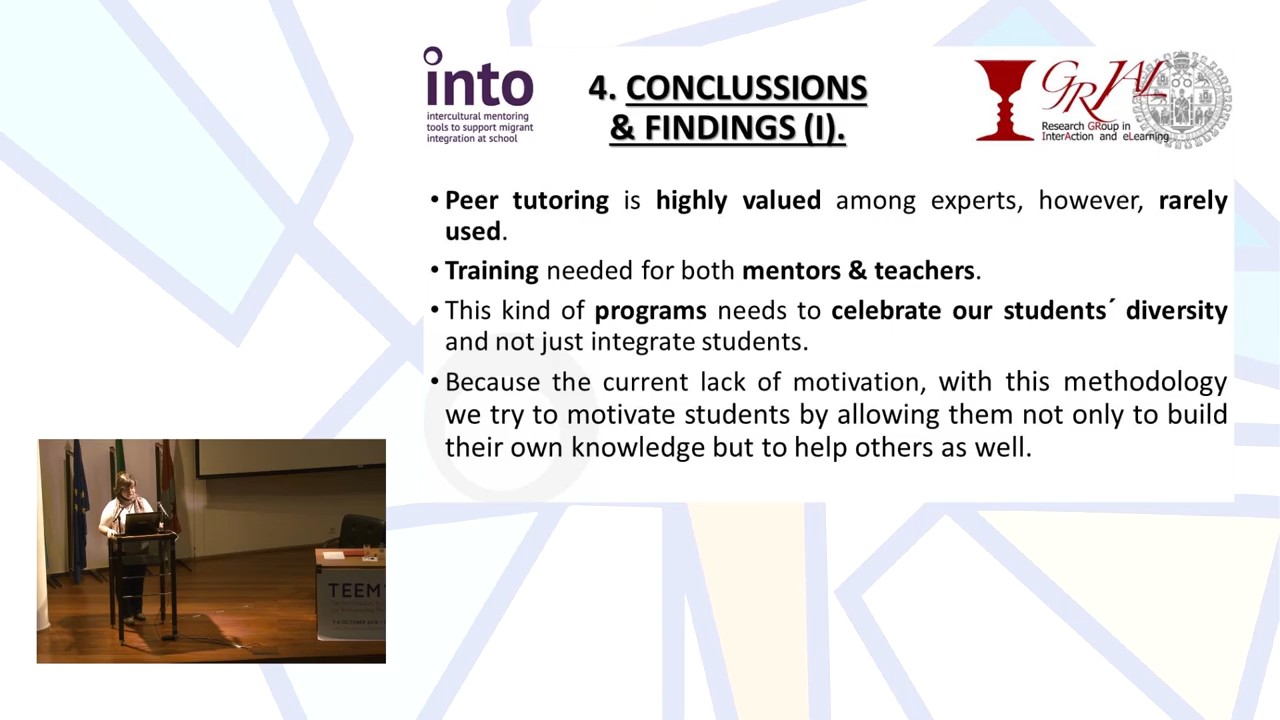 into
intercultural mentoring
tools to support migrant
integration at school
4. CONCLUSSIONS
& FINDINGS (I).
GRIAL
Research GRoup in
InterAction and eLearning
• Peer tutoring is highly valued among experts, however, rarely
used.
• Training needed for both mentors & teachers.
• This kind of programs needs to celebrate our students´ diversity
and not just integrate students.
• Because the current lack of motivation, with this methodology
we try to motivate students by allowing them not only to build
their own knowledge but to help others as well.
TEEM